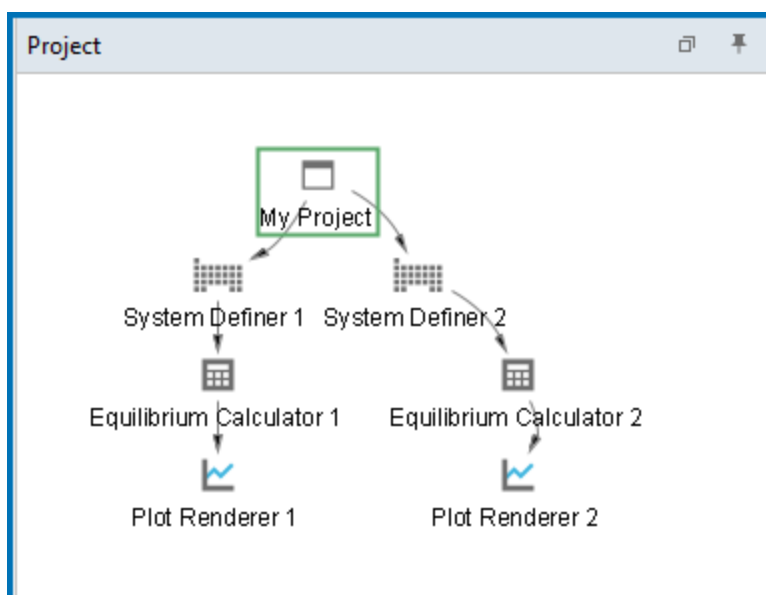 Project
My Project
System Definer 1 System Definer 2
Equilibrium Calculator 1 Equilibrium Calculator 2
Plot Renderer 1 Plot Renderer 2